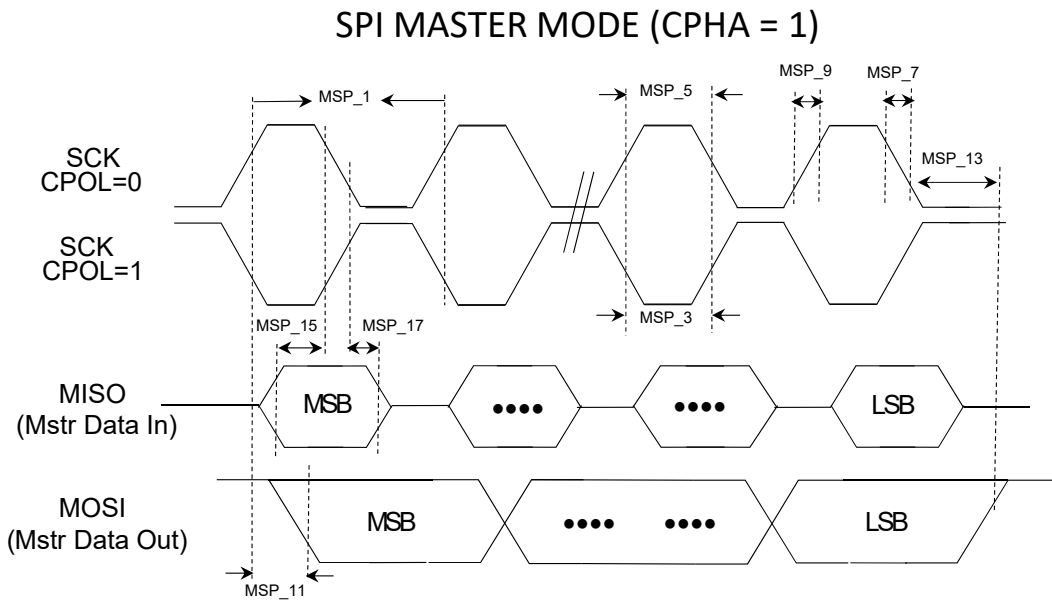 SPI MASTER MODE (CPHA = 1)
MSP_1
MSP_5
MSP_9
MSP_7
MSP_13
SCK
CPOL=0
SCK
CPOL=1
MSP_15
MSP_17
MSP_3
MISO
(Mstr Data In)
MSB
••••
••••
LSB
MOSI
(Mstr Data Out)
MSB
••••
••••
LSB
MSP_11